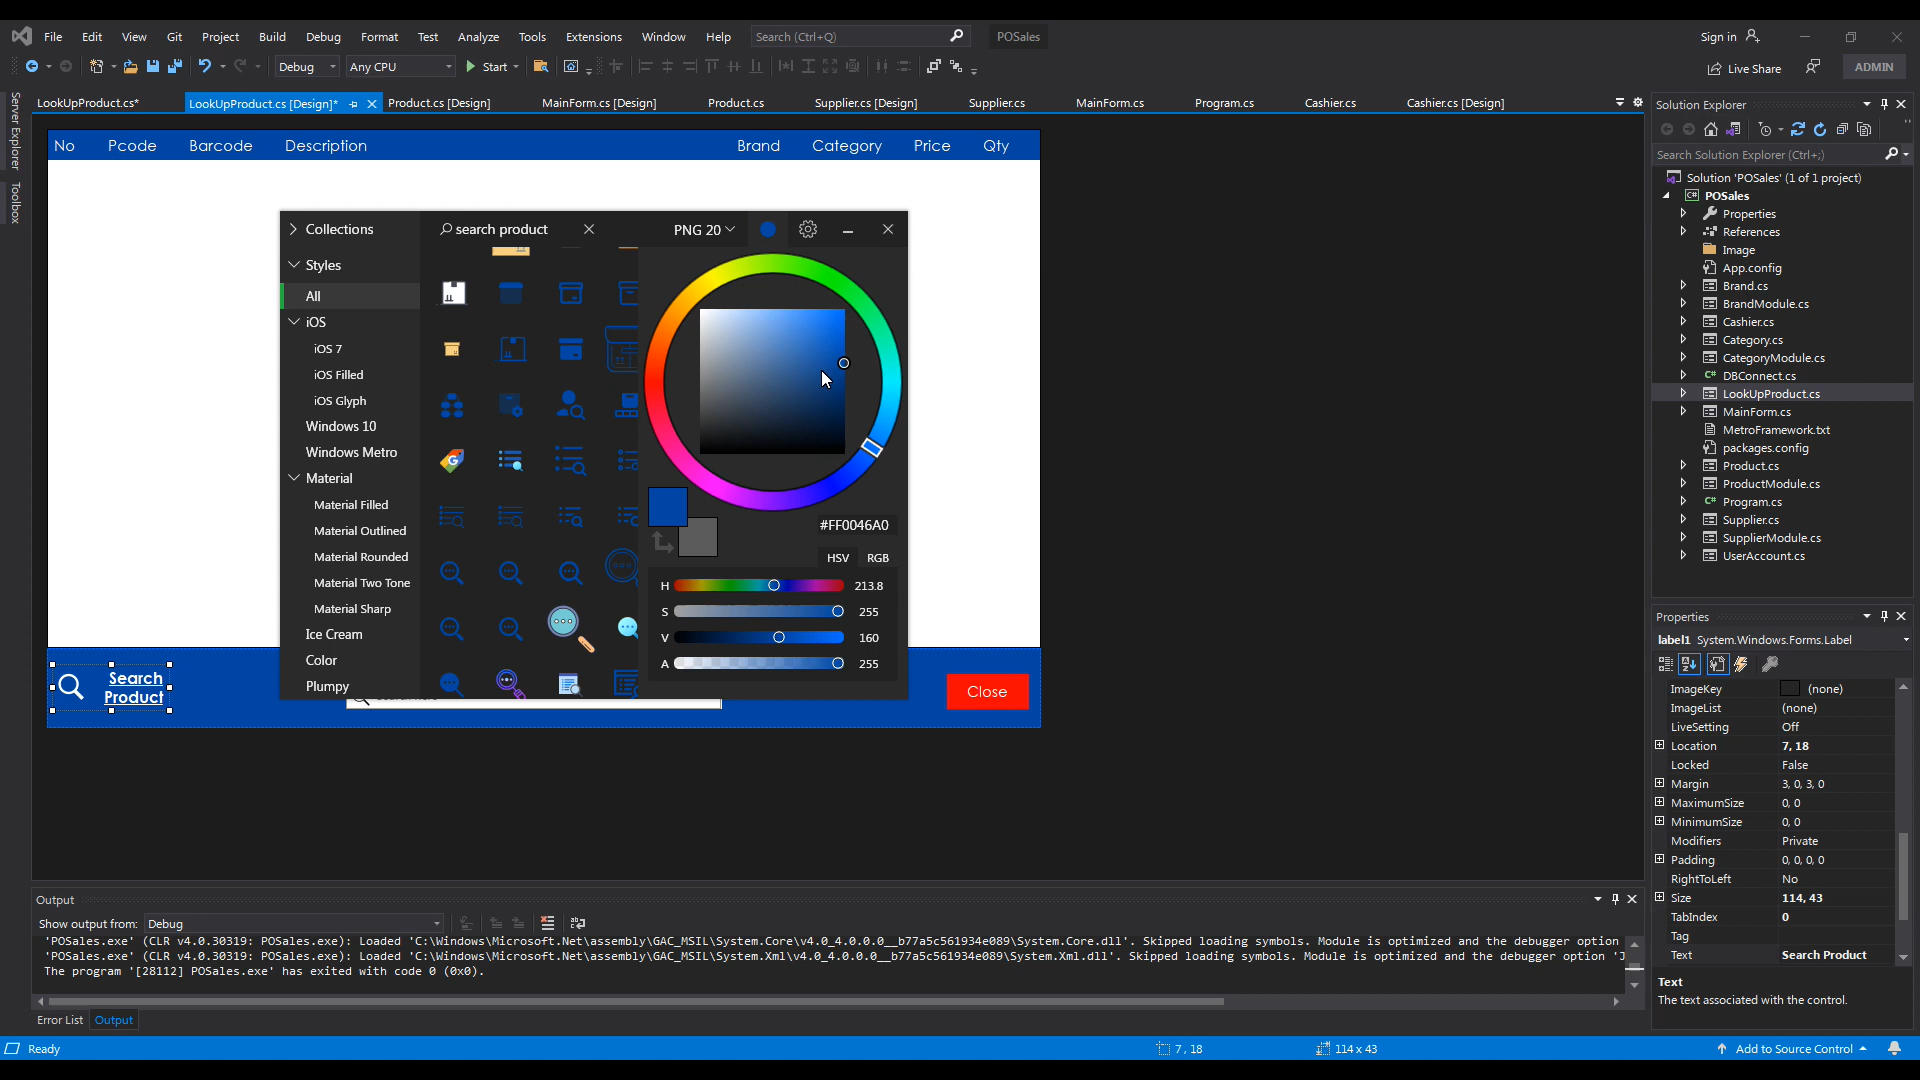 File Edit View Git Project Build Debug Format Test Analyze Tools Extensions Window Help Search (Ctrl+Q) POSales Sign in
Debug Any CPU Start Live Share ADMIN
LookUpProduct.cs* LookUpProduct.cs [Design]* Product.cs [Design] MainForm.cs [Design] Product.cs Supplier.cs [Design] Supplier.cs MainForm.cs Program.cs Cashier.cs Cashier.cs [Design]
Server Explorer
Toolbox
No Pcode Barcode Description Brand Category Price Qty
Collections
Styles
All
iOS
iOS 7
iOS Filled
iOS Glyph
Windows 10
Windows Metro
Material
Material Filled
Material Outlined
Material Rounded
Material Two Tone
Material Sharp
Ice Cream
Color
Plumpy
search product
PNG 20
#FF0046A0
HSV RGB
H 213.8
S 255
V 160
A 255
Search
Product
Close
Solution Explorer
Search Solution Explorer (Ctrl+;)
Solution 'POSales' (1 of 1 project)
POSales
Properties
References
Image
App.config
Brand.cs
BrandModule.cs
Cashier.cs
Category.cs
CategoryModule.cs
DBConnect.cs
LookUpProduct.cs
MainForm.cs
MetroFramework.txt
packages.config
Product.cs
ProductModule.cs
Program.cs
Supplier.cs
SupplierModule.cs
UserAccount.cs
Properties
label1 System.Windows.Forms.Label
ImageKey (none)
ImageList (none)
LiveSetting Off
Location 7, 18
Locked False
Margin 3, 0, 3, 0
MaximumSize 0, 0
MinimumSize 0, 0
Modifiers Private
Padding 0, 0, 0, 0
RightToLeft No
Size 114, 43
TabIndex 0
Tag
Text Search Product
Text
The text associated with the control.
Output
Show output from: Debug
'POSales.exe' (CLR v4.0.30319: POSales.exe): Loaded 'C:\Windows\Microsoft.Net\assembly\GAC_MSIL\System.Core\v4.0_4.0.0.0__b77a5c561934e089\System.Core.dll'. Skipped loading symbols. Module is optimized and the debugger option
'POSales.exe' (CLR v4.0.30319: POSales.exe): Loaded 'C:\Windows\Microsoft.Net\assembly\GAC_MSIL\System.Xml\v4.0_4.0.0.0__b77a5c561934e089\System.Xml.dll'. Skipped loading symbols. Module is optimized and the debugger option 'J
The program '[28112] POSales.exe' has exited with code 0 (0x0).
Error List Output
Ready 7 , 18 114 x 43 Add to Source Control